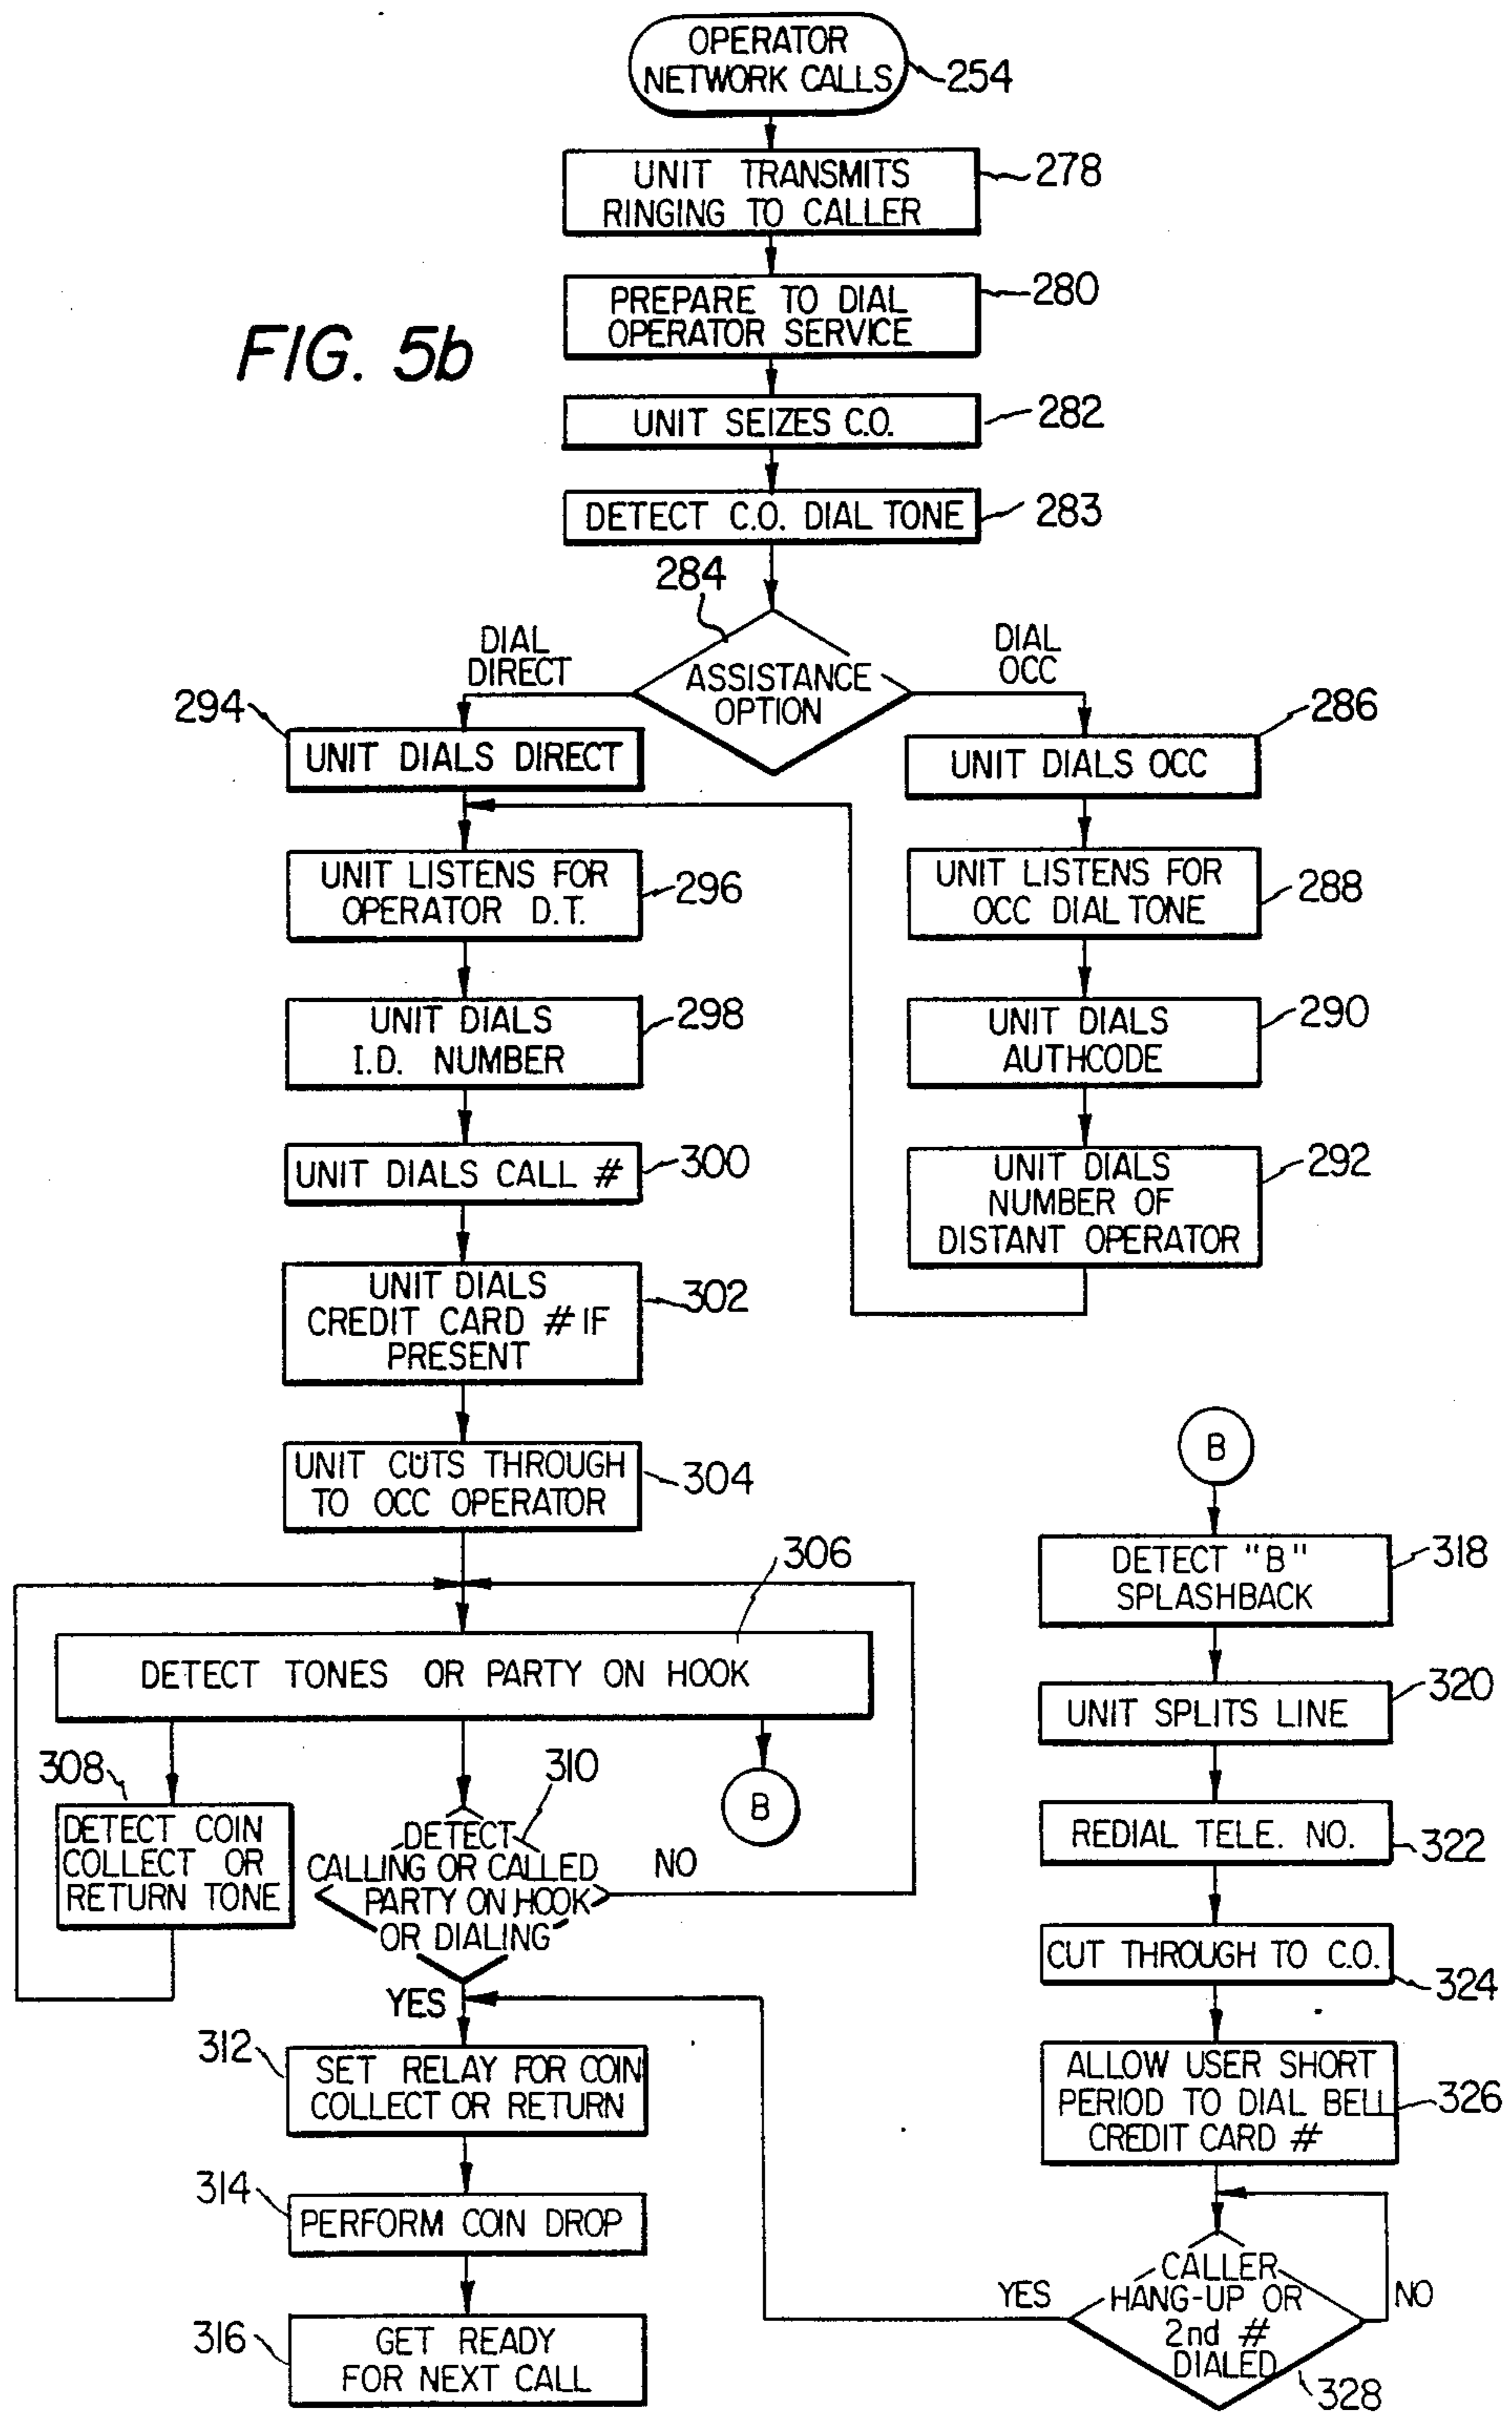 OPERATOR
NETWORK CALLS
254
UNIT TRANSMITS
RINGING TO CALLER
278
PREPARE TO DIAL
OPERATOR SERVICE
280
FIG. 5b
UNIT SEIZES C.O.
282
DETECT C.O. DIAL TONE
283
284
ASSISTANCE
OPTION
DIAL
DIRECT
DIAL
OCC
294
UNIT DIALS DIRECT
286
UNIT DIALS OCC
UNIT LISTENS FOR
OPERATOR D.T.
296
UNIT LISTENS FOR
OCC DIAL TONE
288
UNIT DIALS
I.D. NUMBER
298
UNIT DIALS
AUTHCODE
290
UNIT DIALS CALL #
300
UNIT DIALS
NUMBER OF
DISTANT OPERATOR
292
UNIT DIALS
CREDIT CARD # IF
PRESENT
302
UNIT CUTS THROUGH
TO OCC OPERATOR
304
306
DETECT TONES OR PARTY ON HOOK
308
DETECT COIN
COLLECT OR
RETURN TONE
310
DETECT
CALLING OR CALLED
PARTY ON HOOK
OR DIALING
NO
B
YES
312
SET RELAY FOR COIN
COLLECT OR RETURN
314
PERFORM COIN DROP
316
GET READY
FOR NEXT CALL
B
DETECT "B"
SPLASHBACK
318
UNIT SPLITS LINE
320
REDIAL TELE. NO.
322
CUT THROUGH TO C.O.
324
ALLOW USER SHORT
PERIOD TO DIAL BELL
CREDIT CARD #
326
CALLER
HANG-UP OR
2nd #
DIALED
YES
NO
328